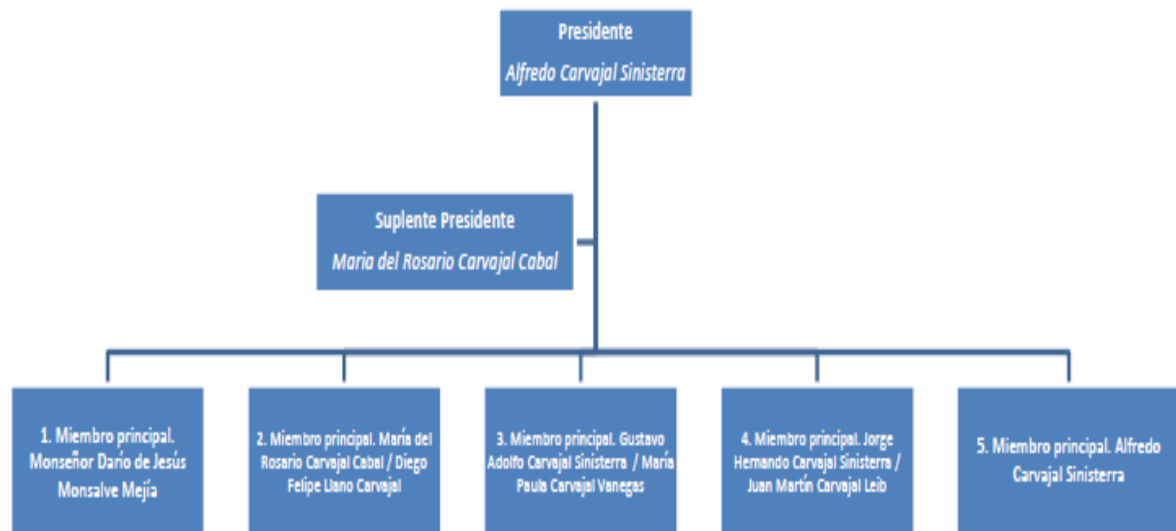 Presidente
Alfredo Carvajal Sinisterra
Suplente Presidente
Maria del Rosario Carvajal Cabal
1. Miembro principal.
Monseñor Darío de Jesús
Monsalve Mejía
2. Miembro principal. María del
Rosario Carvajal Cabal / Diego
Felipe Llano Carvajal
3. Miembro principal. Gustavo
Adolfo Carvajal Sinisterra / María
Paula Carvajal Vanegas
4. Miembro principal. Jorge
Hernando Carvajal Sinisterra /
Juan Martín Carvajal Leib
5. Miembro principal. Alfredo
Carvajal Sinisterra